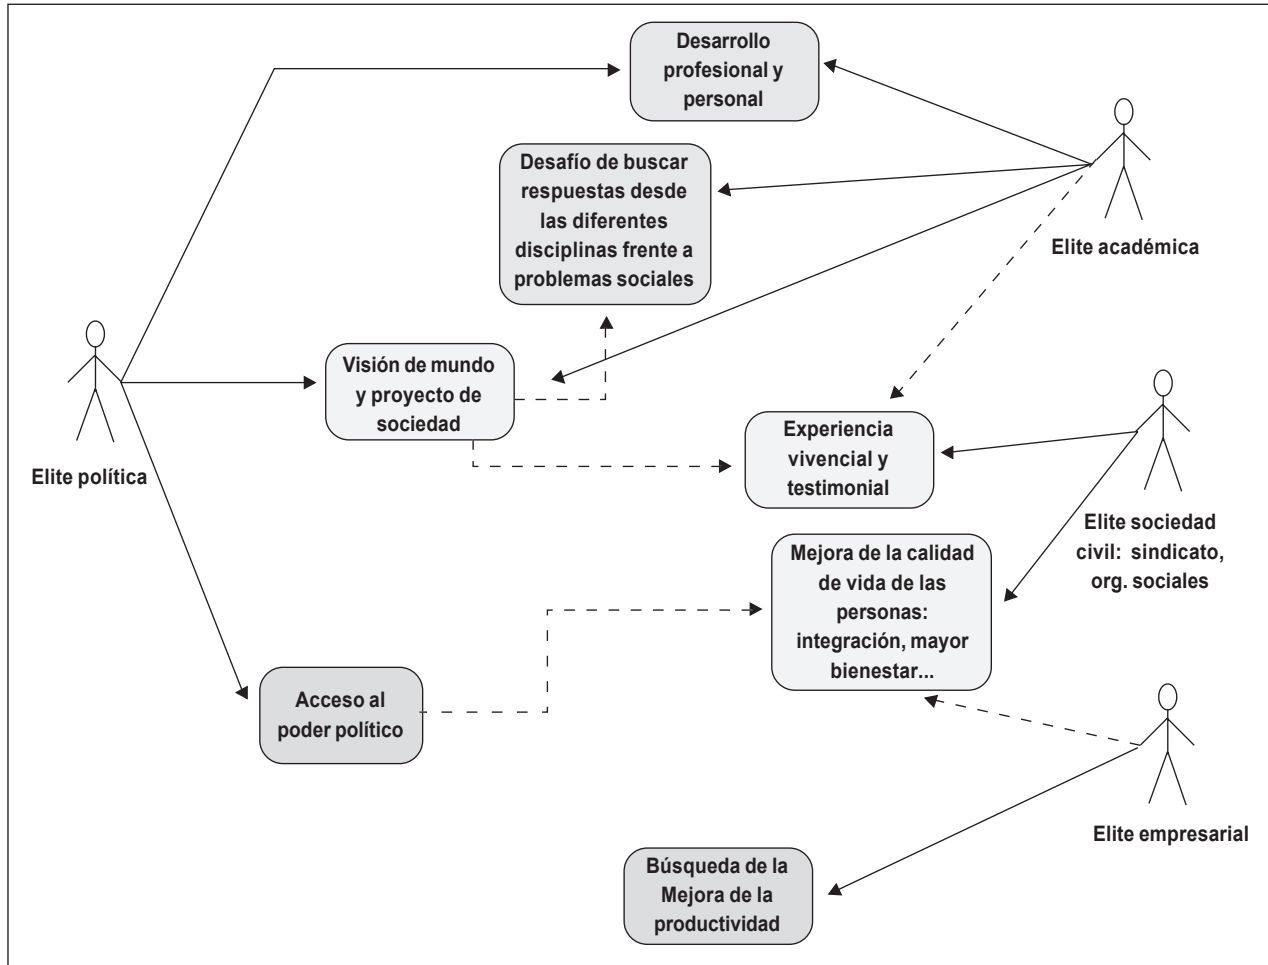 Desarrollo
profesional y
personal
Desafío de buscar
respuestas desde
las diferentes
disciplinas frente a
problemas sociales
Elite académica
Visión de mundo
y proyecto de
sociedad
Elite política
Experiencia
vivencial y
testimonial
Elite sociedad
civil: sindicato,
org. sociales
Mejora de la calidad
de vida de las
personas:
integración, mayor
bienestar...
Acceso al
poder político
Elite empresarial
Búsqueda de la
Mejora de la
productividad